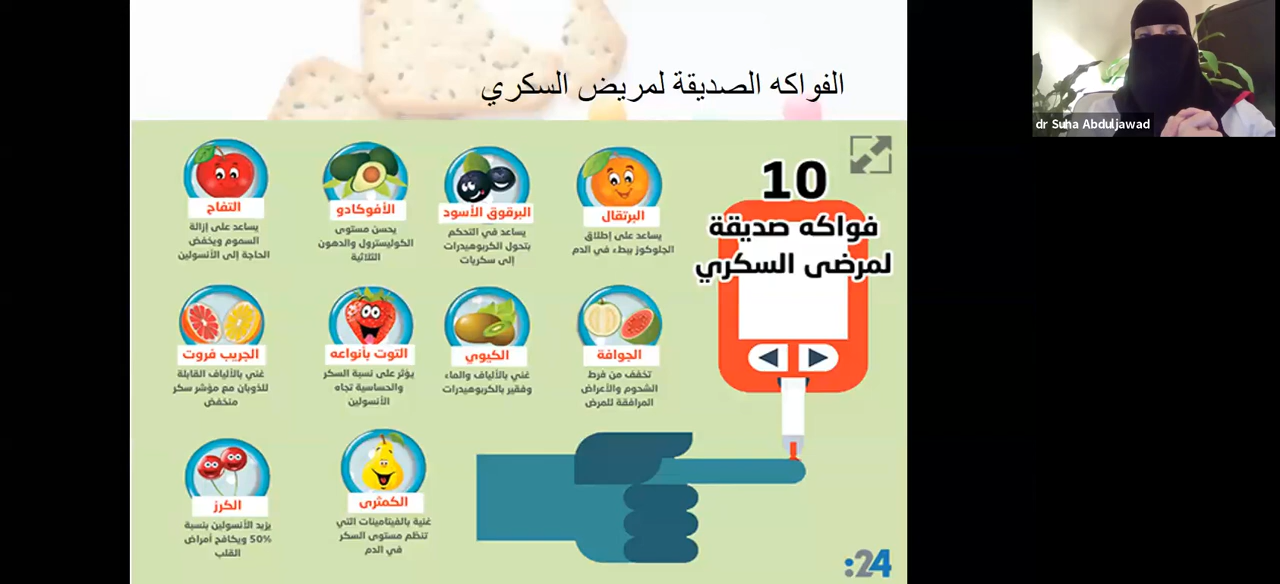 الفواكه الصديقة لمريض السكري
dr Suha Abduljawad
10
فواكه صديقة
لمرضى السكري
البرتقال
يساعد على إطلاق
الجلوكوز ببطء في الدم
البرقوق الأسود
يساعد في التحكم
بتحول الكربوهيدرات
إلى سكريات
الأفوكادو
يحسن مستوى
الكوليسترول والدهون
الثلاثية
التفاح
يساعد على إزالة
السموم ويخفض
الحاجة إلى الأنسولين
الجوافة
تخفف من فرط
الشحوم والأعراض
المرافقة للمرض
الكيوي
غني بالألياف والماء
وفقير بالكربوهيدرات
التوت بأنواعه
يؤثر على نسبة السكر
والحساسية تجاه
الأنسولين
الجريب فروت
غني بالألياف القابلة
للذوبان مع مؤشر سكر
منخفض
الكمثرى
غنية بالفيتامينات التي
تنظم مستوى السكر
في الدم
الكرز
يزيد الأنسولين بنسبة
50% ويكافح أمراض
القلب
:24